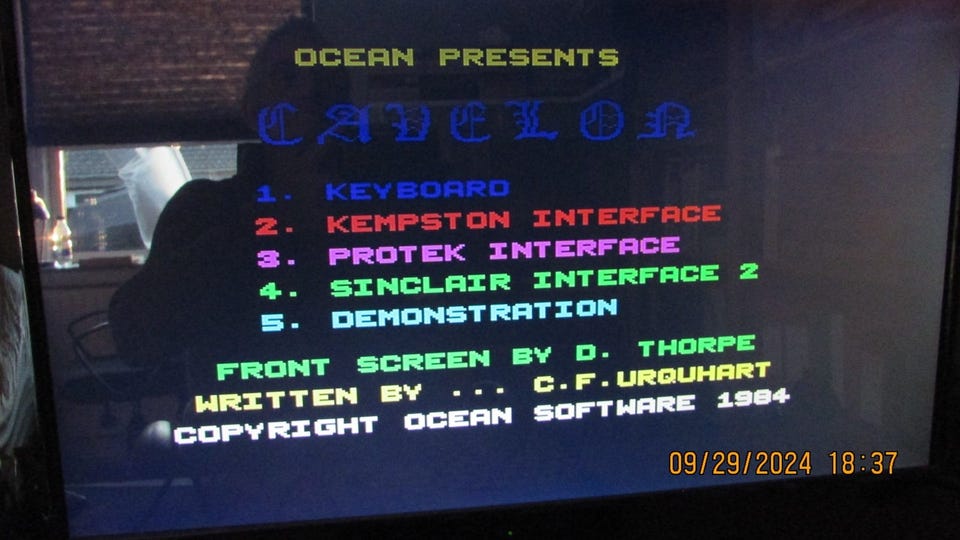 OCEAN PRESENTS
CAVELON
1. KEYBOARD
2. KEMPSTON INTERFACE
3. PROTEK INTERFACE
4. SINCLAIR INTERFACE 2
5. DEMONSTRATION
FRONT SCREEN BY D. THORPE
WRITTEN BY ... C.F.URQUHART
COPYRIGHT OCEAN SOFTWARE 1984
09/29/2024 18:37